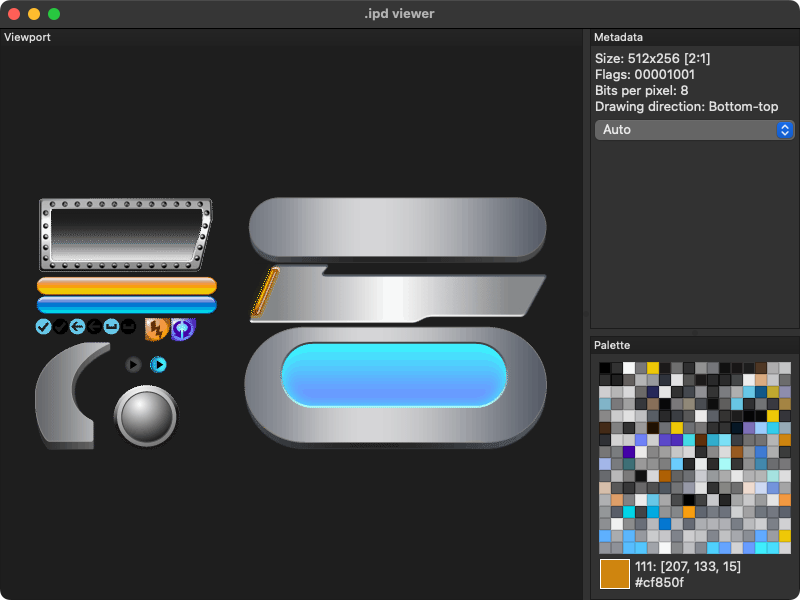 .ipd viewer
Viewport
Metadata
Size: 512x256 [2:1]
Flags: 00001001
Bits per pixel: 8
Drawing direction: Bottom-top
Auto
Palette
111: [207, 133, 15]
#cf850f